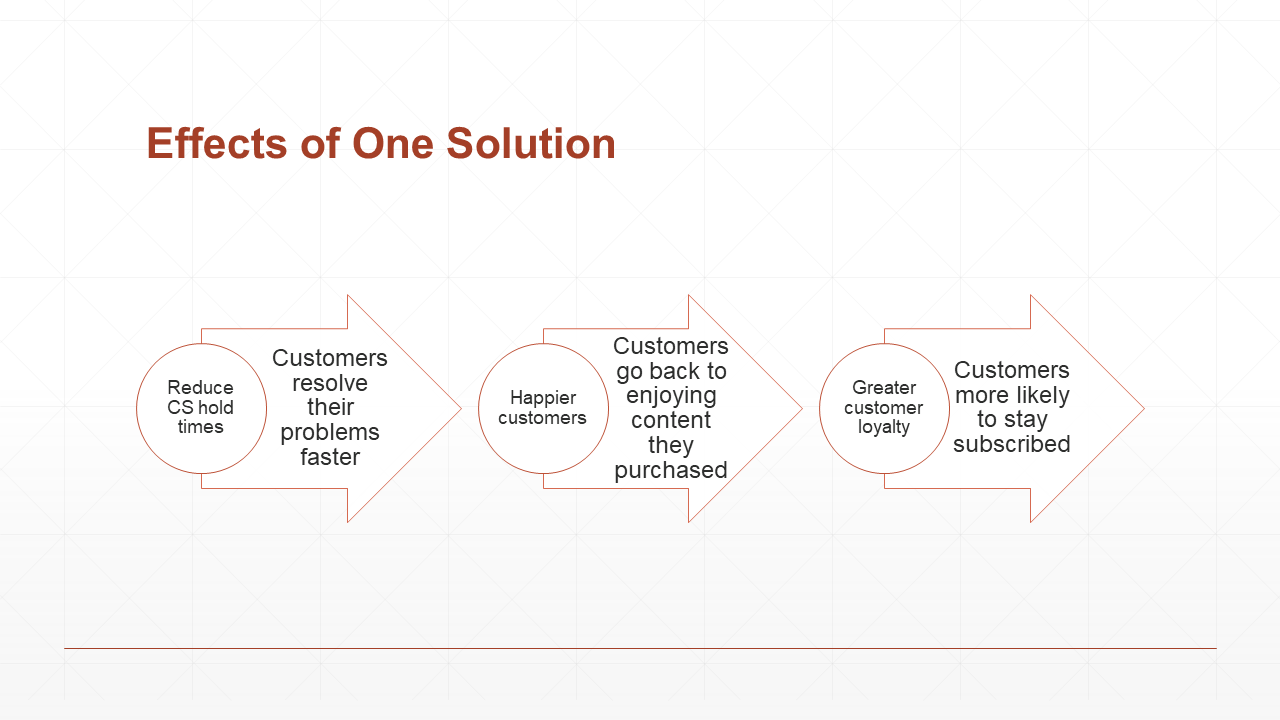 Effects of One Solution
Reduce
CS hold
times
Customers
resolve
their
problems
faster
Happier
customers
Customers
go back to
enjoying
content
they
purchased
Greater
customer
loyalty
Customers
more likely
to stay
subscribed